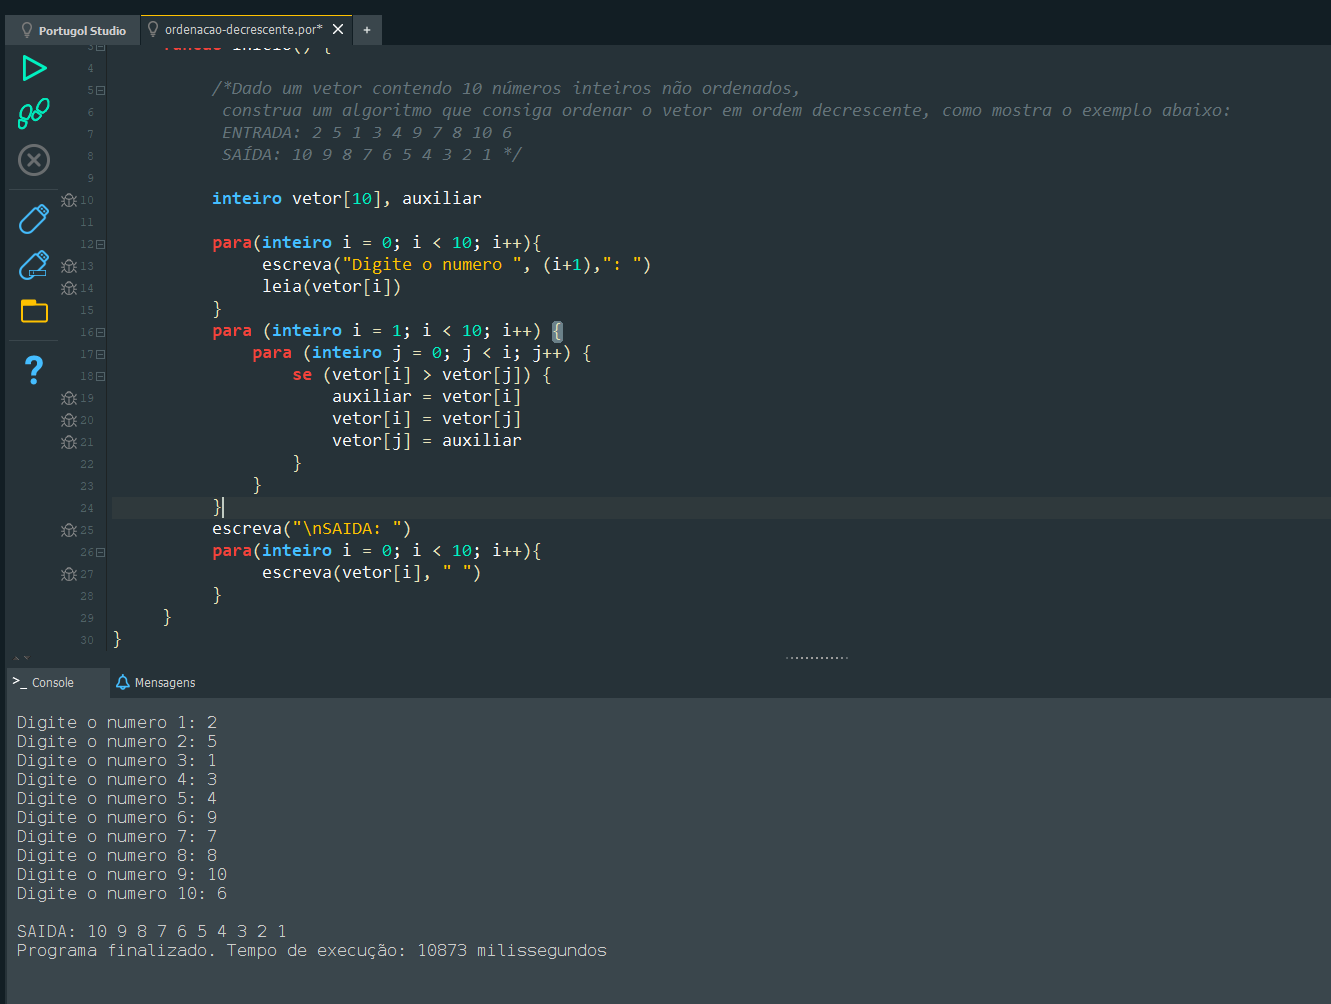 Portugol Studio
ordenacao-decrescente.por* +
3 funcao inicio() {
4
5 /*Dado um vetor contendo 10 números inteiros não ordenados,
6 construa um algoritmo que consiga ordenar o vetor em ordem decrescente, como mostra o exemplo abaixo:
7 ENTRADA: 2 5 1 3 4 9 7 8 10 6
8 SAÍDA: 10 9 8 7 6 5 4 3 2 1 */
9
10 inteiro vetor[10], auxiliar
11
12 para(inteiro i = 0; i < 10; i++){
13 escreva("Digite o numero ", (i+1),": ")
14 leia(vetor[i])
15 }
16 para (inteiro i = 1; i < 10; i++) {
17 para (inteiro j = 0; j < i; j++) {
18 se (vetor[i] > vetor[j]) {
19 auxiliar = vetor[i]
20 vetor[i] = vetor[j]
21 vetor[j] = auxiliar
22 }
23 }
24 }
25 escreva("\nSAIDA: ")
26 para(inteiro i = 0; i < 10; i++){
27 escreva(vetor[i], " ")
28 }
29 }
30 }
>_ Console Mensagens
Digite o numero 1: 2
Digite o numero 2: 5
Digite o numero 3: 1
Digite o numero 4: 3
Digite o numero 5: 4
Digite o numero 6: 9
Digite o numero 7: 7
Digite o numero 8: 8
Digite o numero 9: 10
Digite o numero 10: 6
SAIDA: 10 9 8 7 6 5 4 3 2 1
Programa finalizado. Tempo de execução: 10873 milissegundos